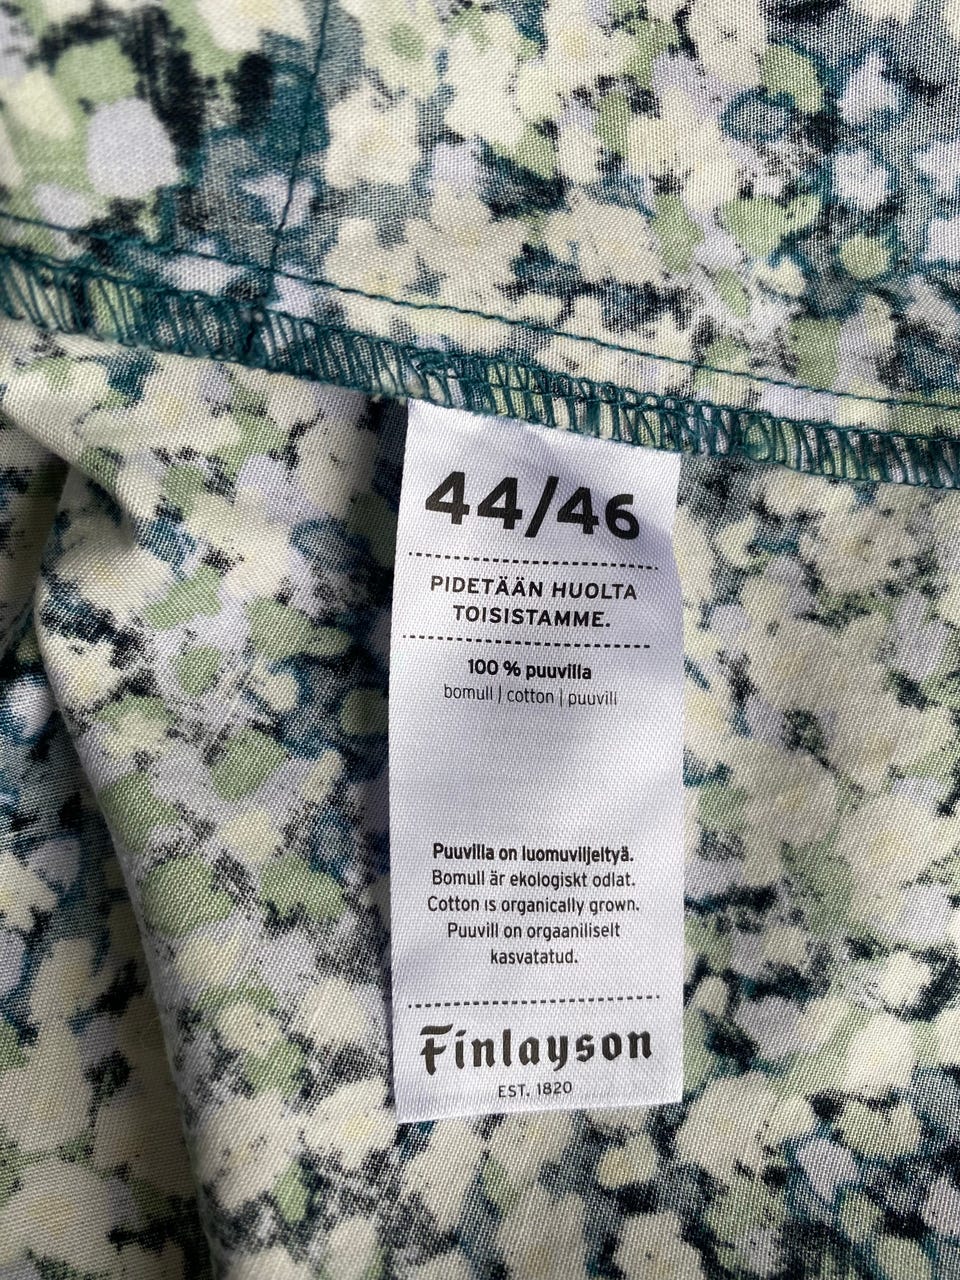 44/46
PIDETÄÄN HUOLTA
TOISISTAMME.
100 % puuvilla
bomull | cotton | puuvill
Puuvilla on luomuviljeltyä.
Bomull är ekologiskt odlat.
Cotton is organically grown.
Puuvill on orgaaniliselt
kasvatatud.
Finlayson
EST. 1820